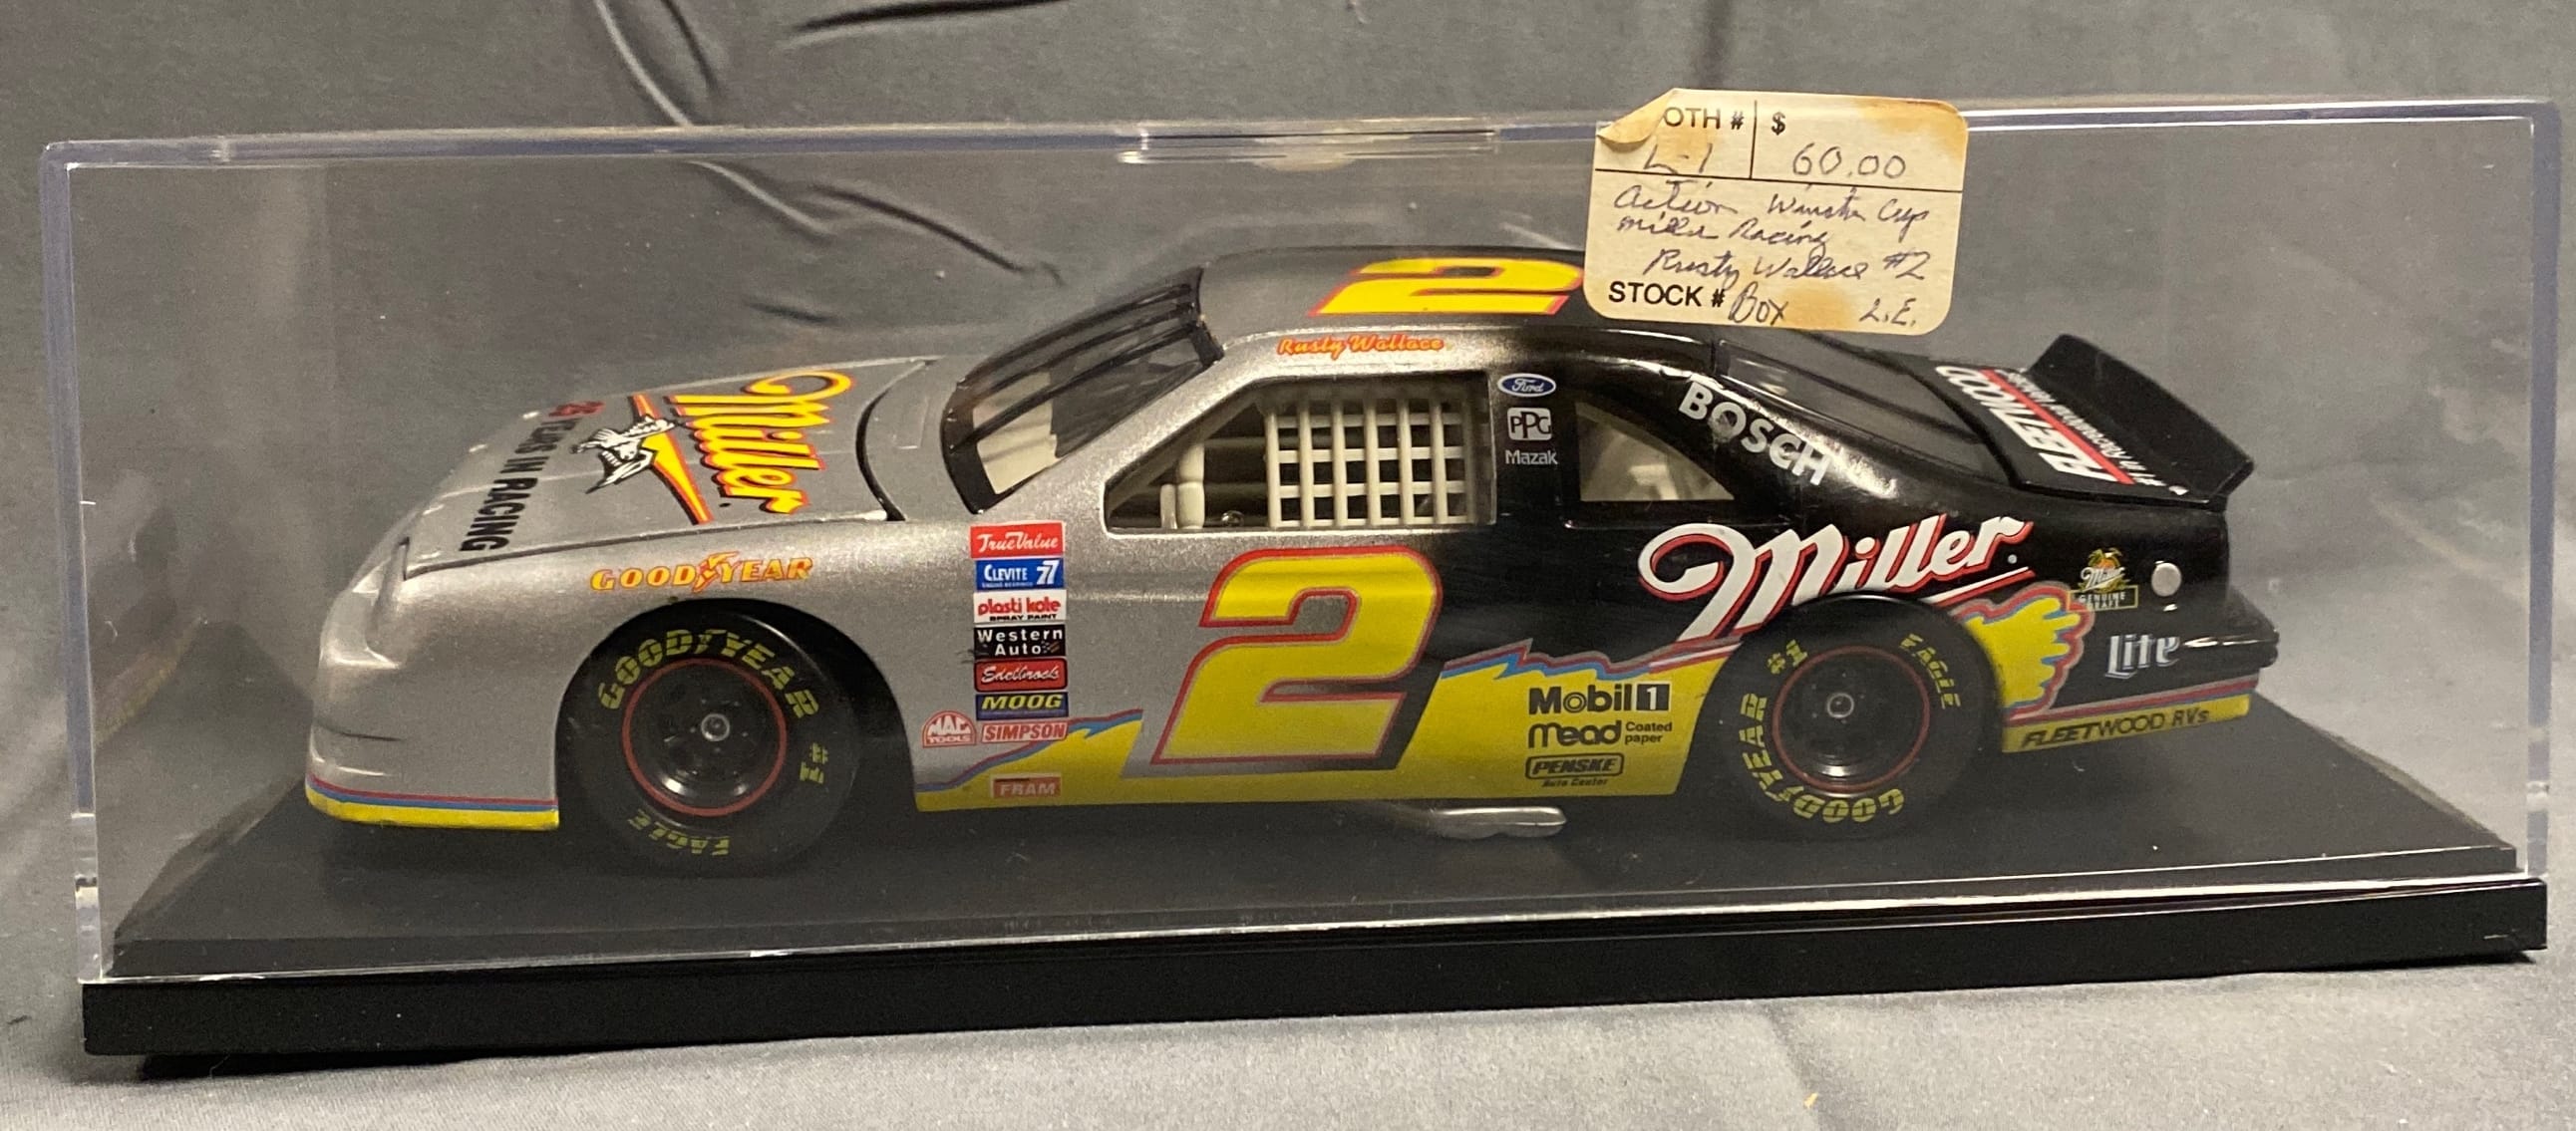 OTH # $
L-1 60.00
Action Winston Cup
Miller Racing
Rusty Wallace #2
STOCK # Box L.E.
2
Rusty Wallace
Miller
25 YEARS IN RACING
GOODYEAR
Ford
PPG
Mazak
BOSCH
FLEETWOOD
TrueValue
CLEVITE 77
plasti kote
SPRAY PAINT
Western
Auto
Edelbrock
MOOG
MAC
TOOLS
SIMPSON
FRAM
2
Miller
Miller
GENUINE
DRAFT
Lite
Mobil 1
mead Coated
paper
PENSKE
Auto Center
FLEETWOOD RVs
GOODYEAR
#1
EAGLE
GOODYEAR
#1
EAGLE